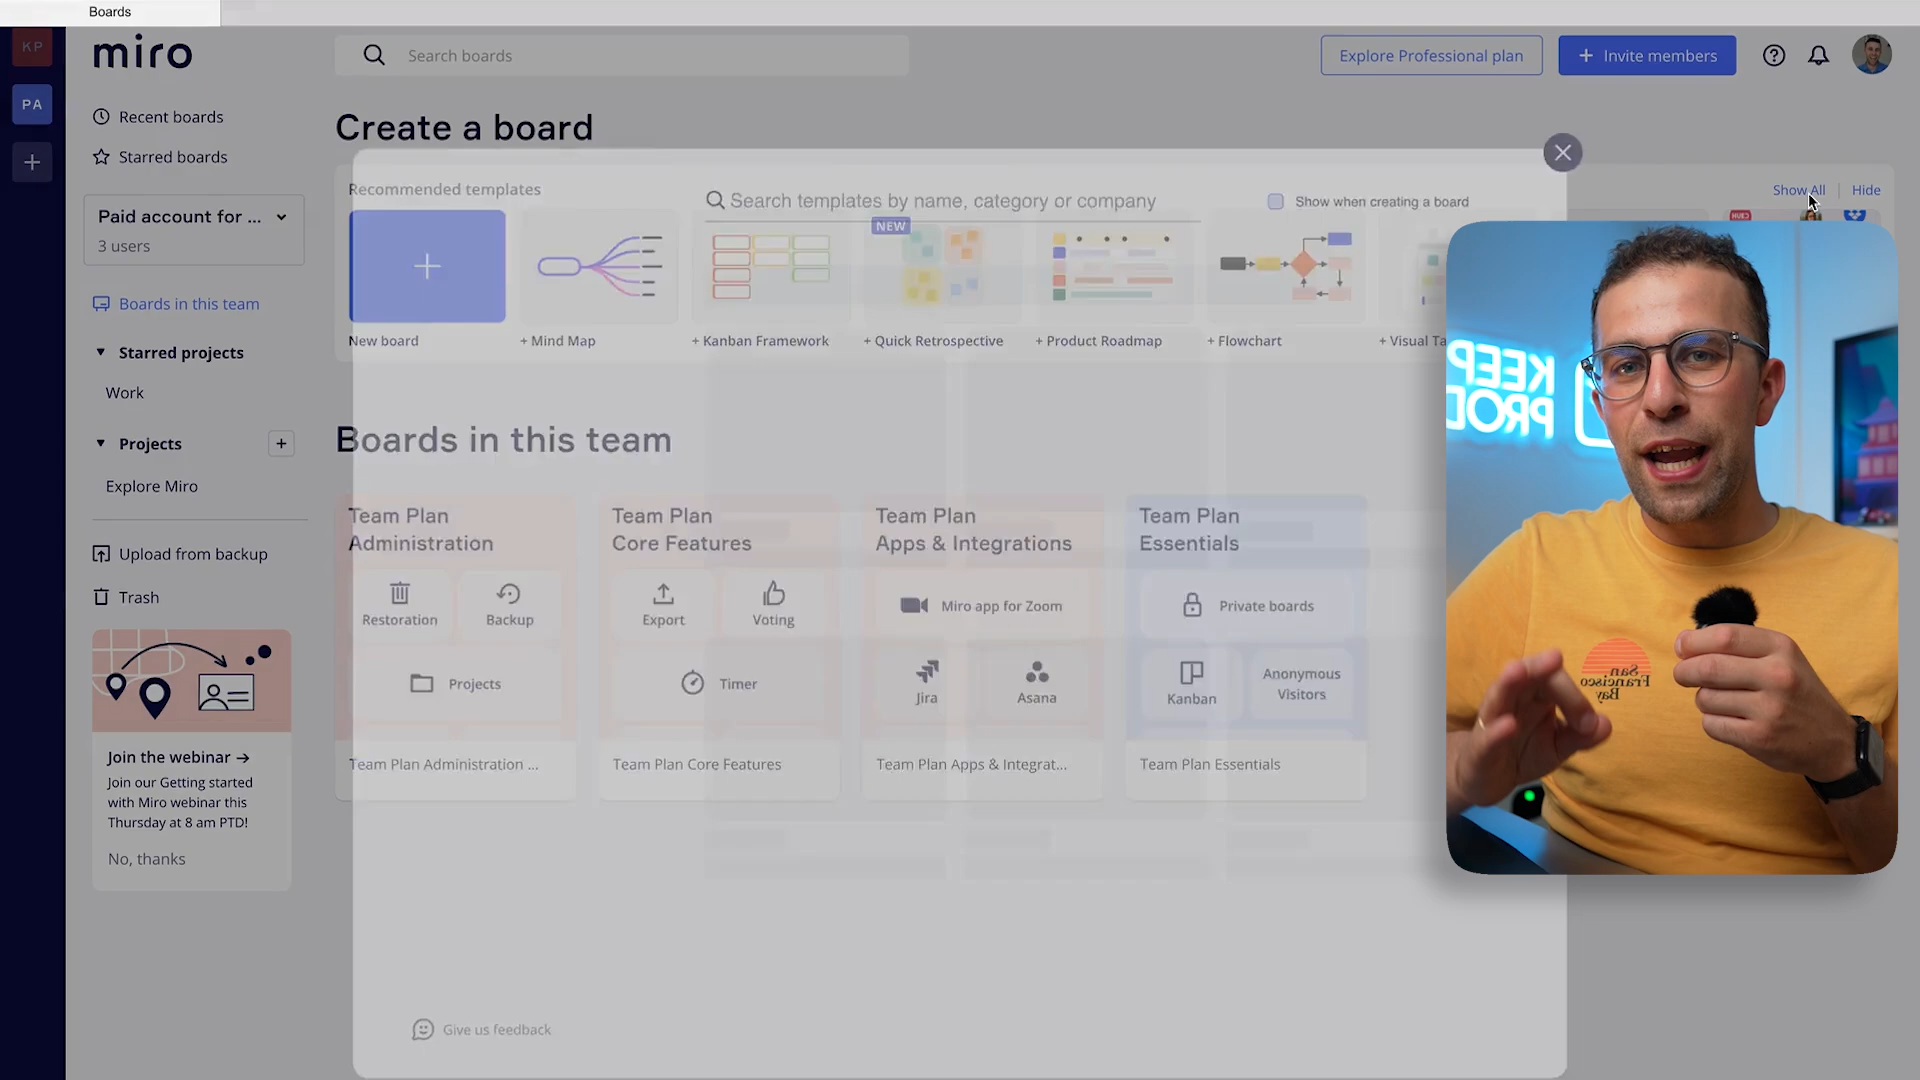 Boards
KP
PA
miro
Search boards
Explore Professional plan
+ Invite members
Recent boards
Starred boards
Paid account for ...
3 users
Boards in this team
Starred projects
Work
Projects
Explore Miro
Upload from backup
Trash
Join the webinar →
Join our Getting started
with Miro webinar this
Thursday at 8 am PTD!
No, thanks
Create a board
Recommended templates
Search templates by name, category or company
Show when creating a board
Show All
Hide
NEW
New board
+ Mind Map
+ Kanban Framework
+ Quick Retrospective
+ Product Roadmap
+ Flowchart
+ Visual Ta
Boards in this team
Team Plan
Administration
Restoration
Backup
Projects
Team Plan Administration ...
Team Plan
Core Features
Export
Voting
Timer
Team Plan Core Features
Team Plan
Apps & Integrations
Miro app for Zoom
Jira
Asana
Team Plan Apps & Integrat...
Team Plan
Essentials
Private boards
Kanban
Anonymous
Visitors
Team Plan Essentials
Give us feedback
KEEP
PROD
San
Francisco
Bay